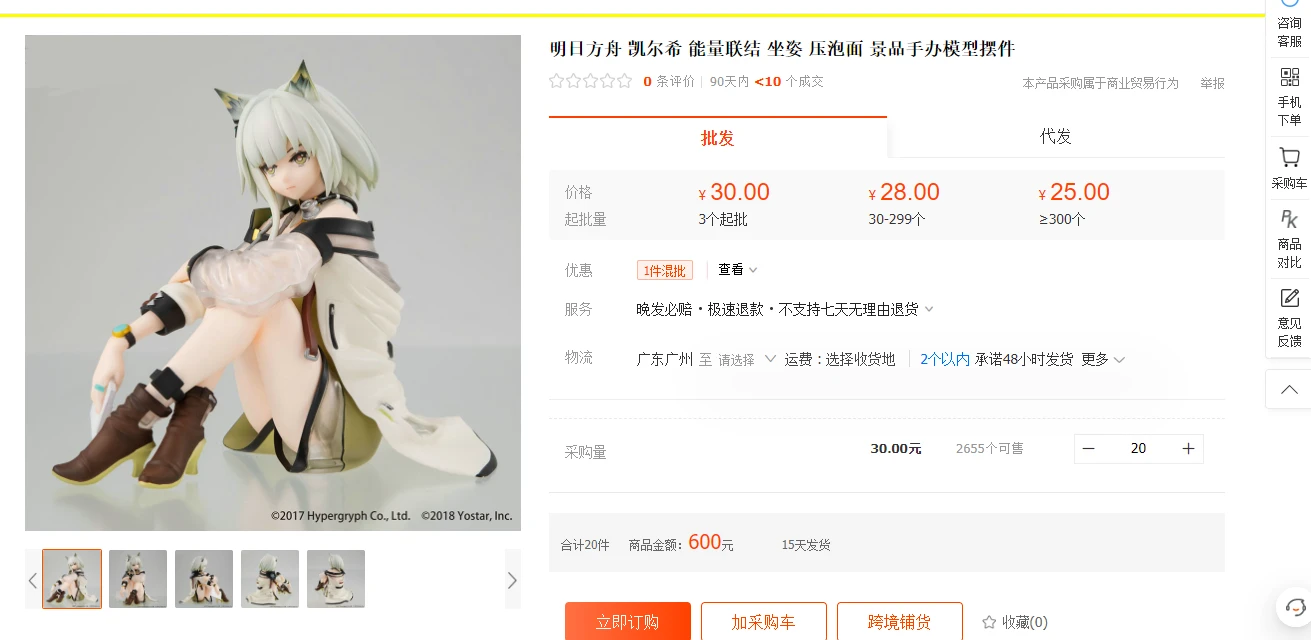 明日方舟 凯尔希 能量联结 坐姿 压泡面 景品手办模型摆件
0 条评价 90天内 <10 个成交
本产品采购属于商业贸易行为 举报
批发 代发
价格 ¥ 30.00 ¥ 28.00 ¥ 25.00
起批量 3个起批 30-299个 ≥300个
优惠 1件混批 查看
服务 晚发必赔・极速退款・不支持七天无理由退货
物流 广东广州 至 请选择 运费：选择收货地 2个以内 承诺48小时发货 更多
采购量 30.00元 2655个可售 − 20 +
合计20件 商品金额: 600元 15天发货
立即订购 加采购车 跨境铺货 收藏(0)
©2017 Hypergryph Co., Ltd. ©2018 Yostar, Inc.
咨询
客服
手机
下单
采购车
PK
商品
对比
意见
反馈